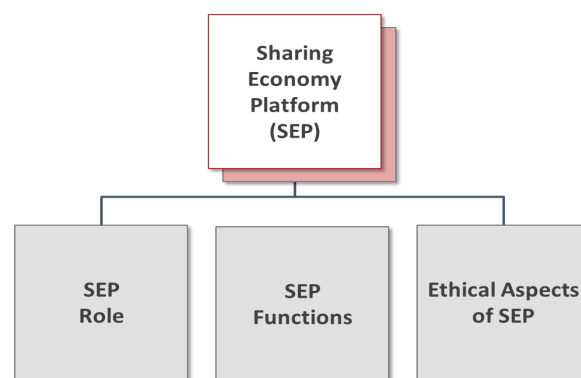 Sharing
Economy
Platform
(SEP)
SEP
Role
SEP
Functions
Ethical Aspects
of SEP